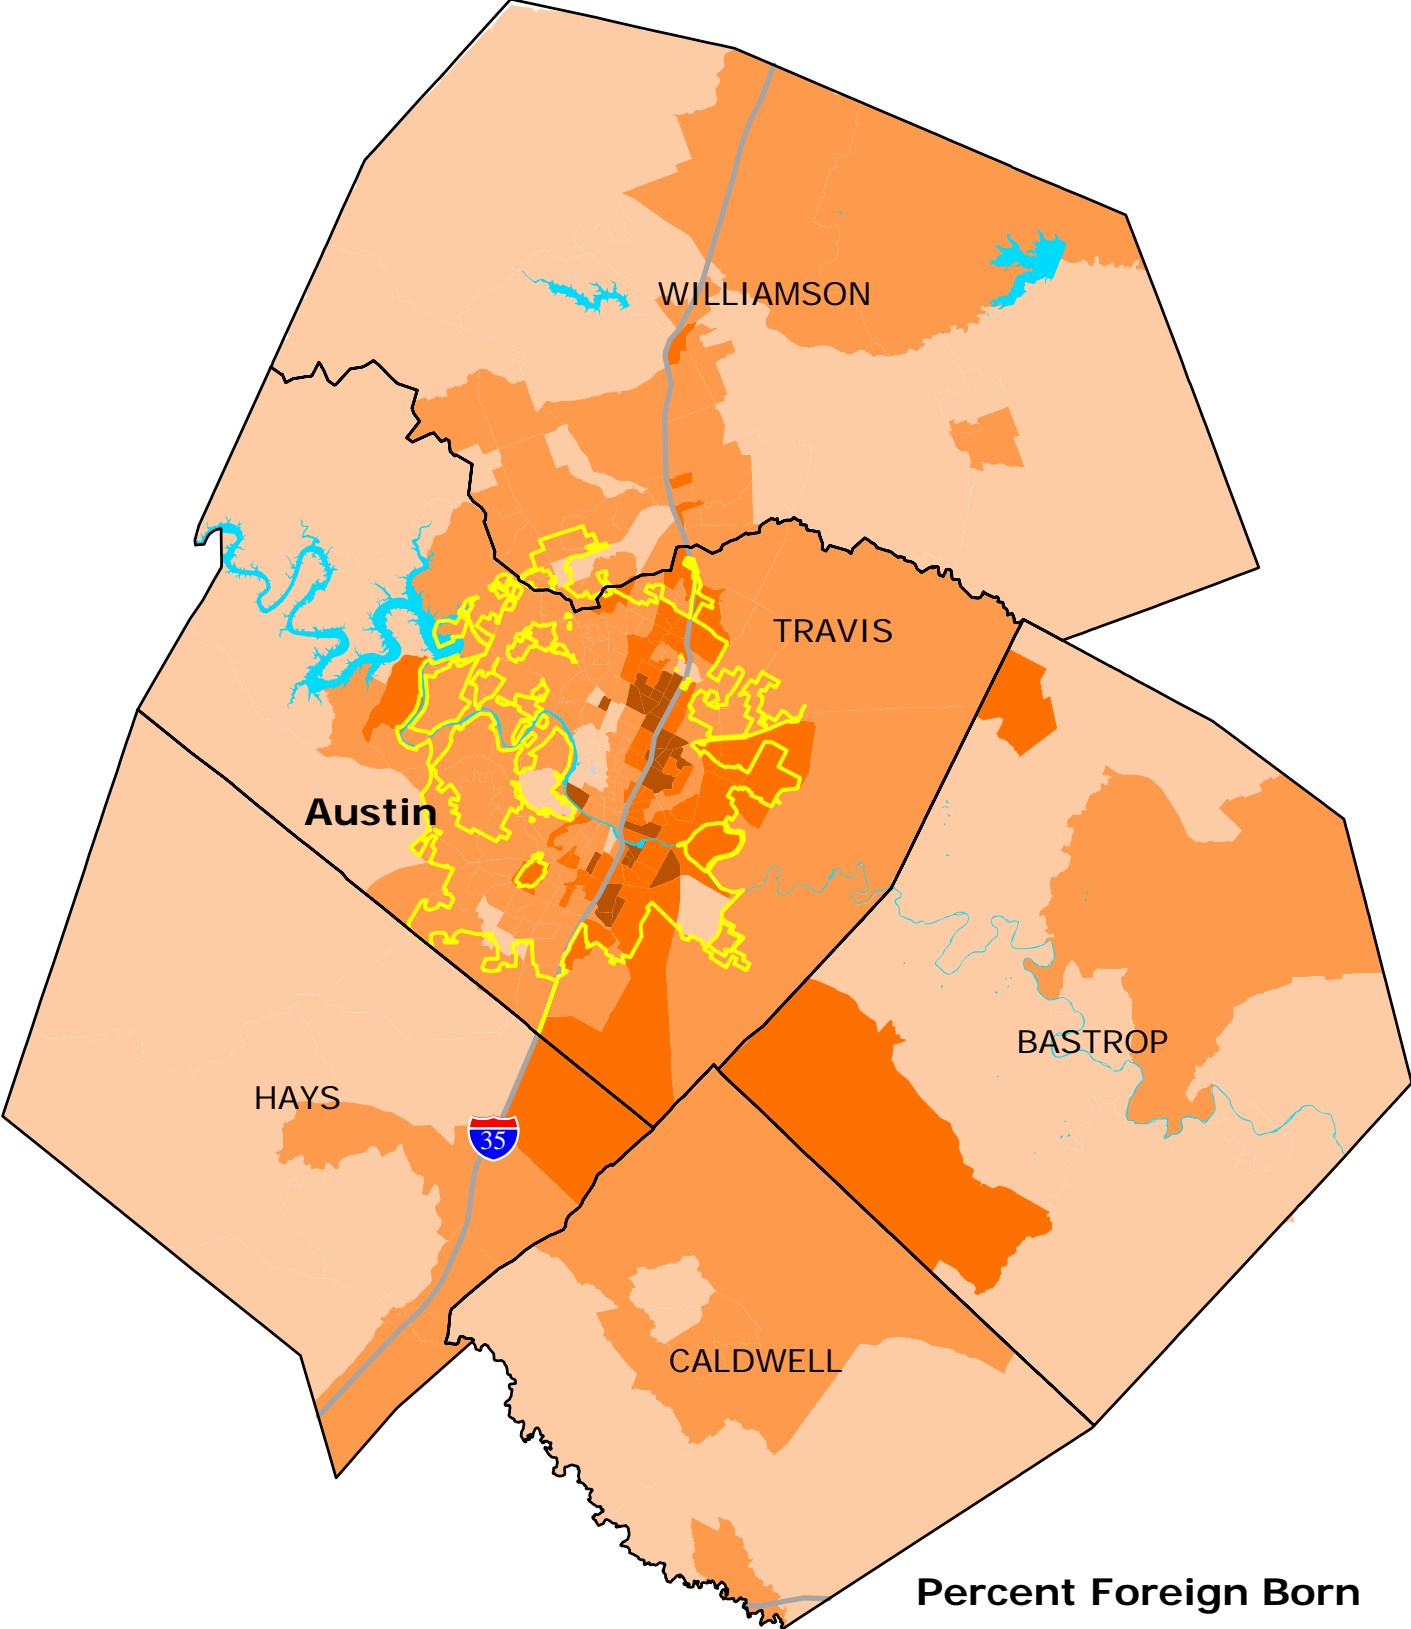 WILLIAMSON
TRAVIS
Austin
BASTROP
HAYS
35
CALDWELL
Percent Foreign Born